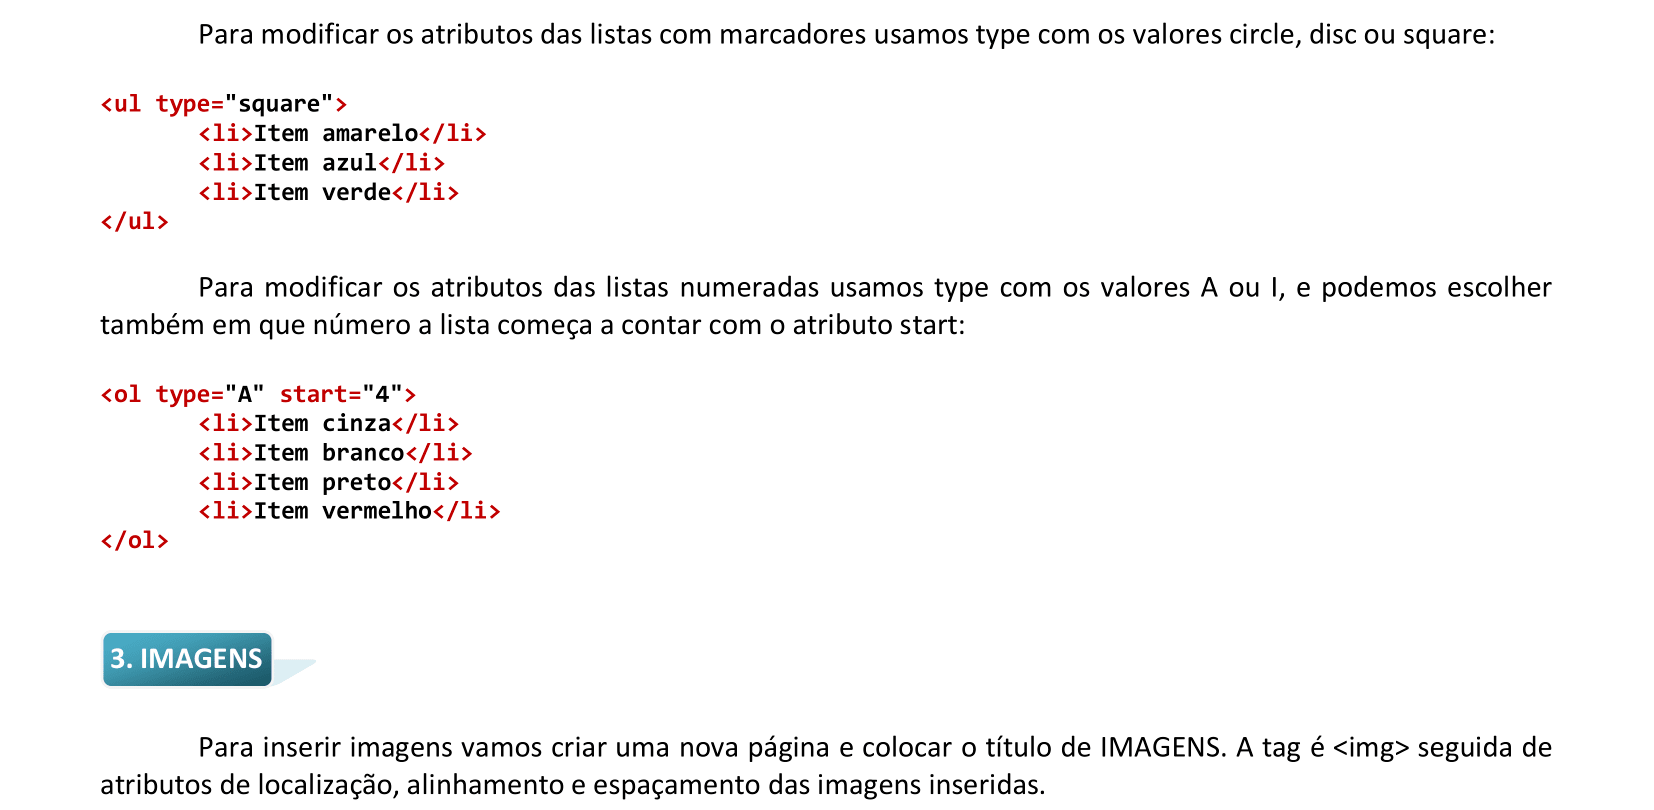 Para modificar os atributos das listas com marcadores usamos type com os valores circle, disc ou square:
<ul type="square">
<li>Item amarelo</li>
<li>Item azul</li>
<li>Item verde</li>
</ul>
Para modificar os atributos das listas numeradas usamos type com os valores A ou I, e podemos escolher
também em que número a lista começa a contar com o atributo start:
<ol type="A" start="4">
<li>Item cinza</li>
<li>Item branco</li>
<li>Item preto</li>
<li>Item vermelho</li>
</ol>
3. IMAGENS
Para inserir imagens vamos criar uma nova página e colocar o título de IMAGENS. A tag é <img> seguida de
atributos de localização, alinhamento e espaçamento das imagens inseridas.